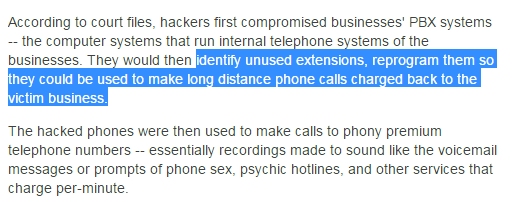 According to court files, hackers first compromised businesses' PBX systems
-- the computer systems that run internal telephone systems of the
businesses. They would then identify unused extensions, reprogram them so
they could be used to make long distance phone calls charged back to the
victim business.
The hacked phones were then used to make calls to phony premium
telephone numbers -- essentially recordings made to sound like the voicemail
messages or prompts of phone sex, psychic hotlines, and other services that
charge per-minute.